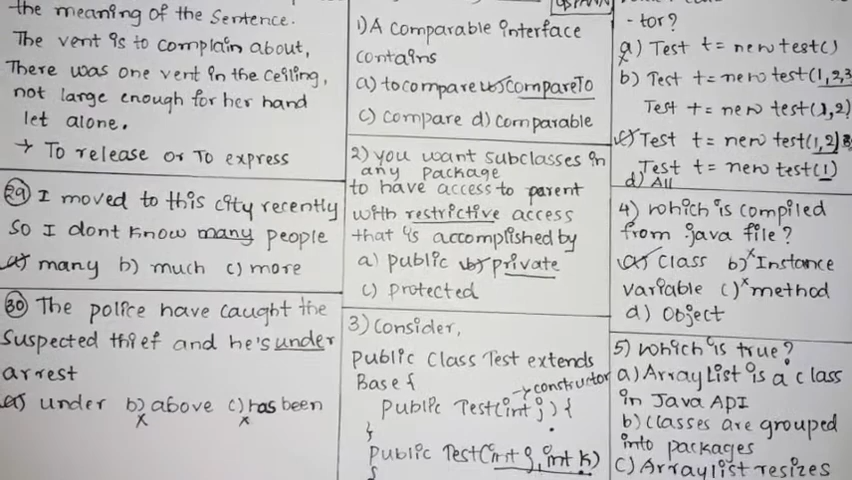 the meaning of the Sentence.
The vent is to complain about,
There was one vent in the ceiling,
not large enough for her hand
let alone.
→ To release or To express
29 I moved to this city recently
So I dont know many people
a) many b) much c) more
30 The police have caught the
Suspected thief and he's under
arrest
a) under b) above c) has been
1) A comparable interface
contains
a) tocompare b) compareTo
c) compare d) comparable
2) you want subclasses in
any package
to have access to parent
with restrictive access
that is accomplished by
a) public b) private
c) protected
3) Consider,
Public Class Test extends
Base {
→ constructor
Public Test(int j) {
}
Public Test(int j, int k)
{
-tor?
a) Test t = new test()
b) Test t = new test(1,2,3
Test t = new test(1,2)
c) Test t = new test(1,2)
Test t = new test(1)
d) All
4) which is compiled
from .java file?
a) Class b) Instance
variable c) method
d) Object
5) which is true?
a) ArrayList is a class
in Java API
b) Classes are grouped
into packages
c) Arraylist resizes